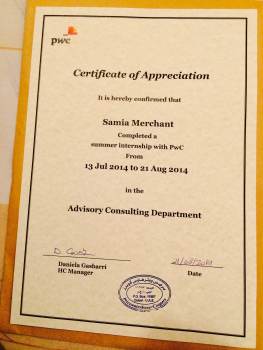 pwc
Certificate of Appreciation
It is hereby confirmed that
Samia Merchant
Completed a
summer internship with PwC
From
13 Jul 2014 to 21 Aug 2014
in the
Advisory Consulting Department
Daniela Gasbarri
HC Manager
Date